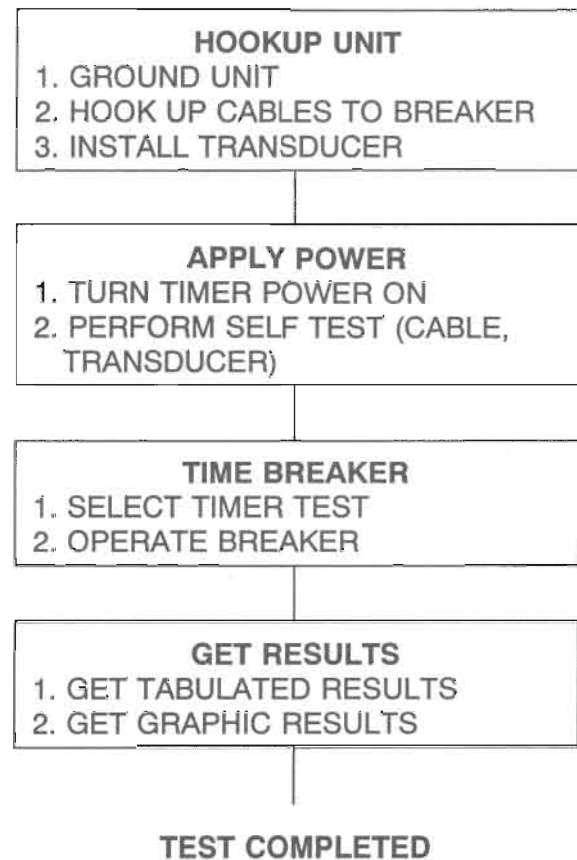 HOOKUP UNIT
1. GROUND UNIT
2. HOOK UP CABLES TO BREAKER
3. INSTALL TRANSDUCER
APPLY POWER
1. TURN TIMER POWER ON
2. PERFORM SELF TEST (CABLE,
TRANSDUCER)
TIME BREAKER
1. SELECT TIMER TEST
2. OPERATE BREAKER
GET RESULTS
1. GET TABULATED RESULTS
2. GET GRAPHIC RESULTS
TEST COMPLETED